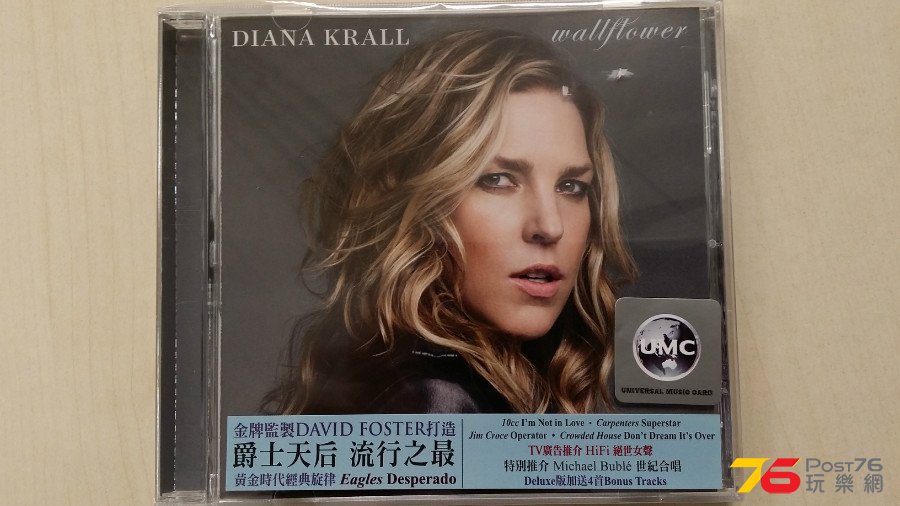 DIANA KRALL
wallflower
UMC
UNIVERSAL MUSIC CARD
金牌監製DAVID FOSTER打造
爵士天后 流行之最
黃金時代經典旋律 Eagles Desperado
10cc I'm Not in Love · Carpenters Superstar
Jim Croce Operator · Crowded House Don't Dream It's Over
TV廣告推介 HiFi 絕世女聲
特別推介 Michael Bublé 世紀合唱
Deluxe版加送4首Bonus Tracks
76 Post76
玩樂網